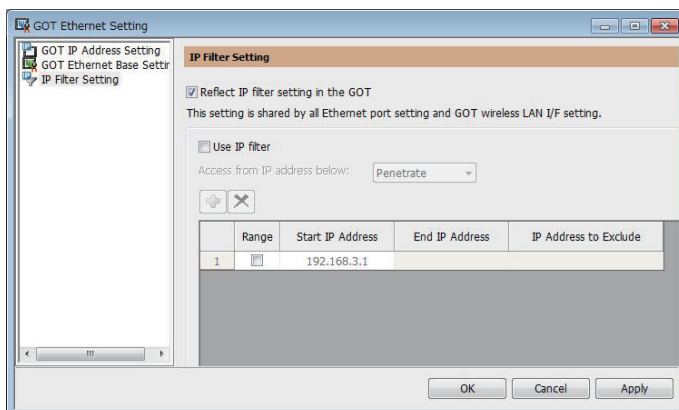 GOT Ethernet Setting
GOT IP Address Setting
GOT Ethernet Base Settir
IP Filter Setting
IP Filter Setting
Reflect IP filter setting in the GOT
This setting is shared by all Ethernet port setting and GOT wireless LAN I/F setting.
Use IP filter
Access from IP address below: Penetrate
Range Start IP Address End IP Address IP Address to Exclude
1 192.168.3.1
OK Cancel Apply